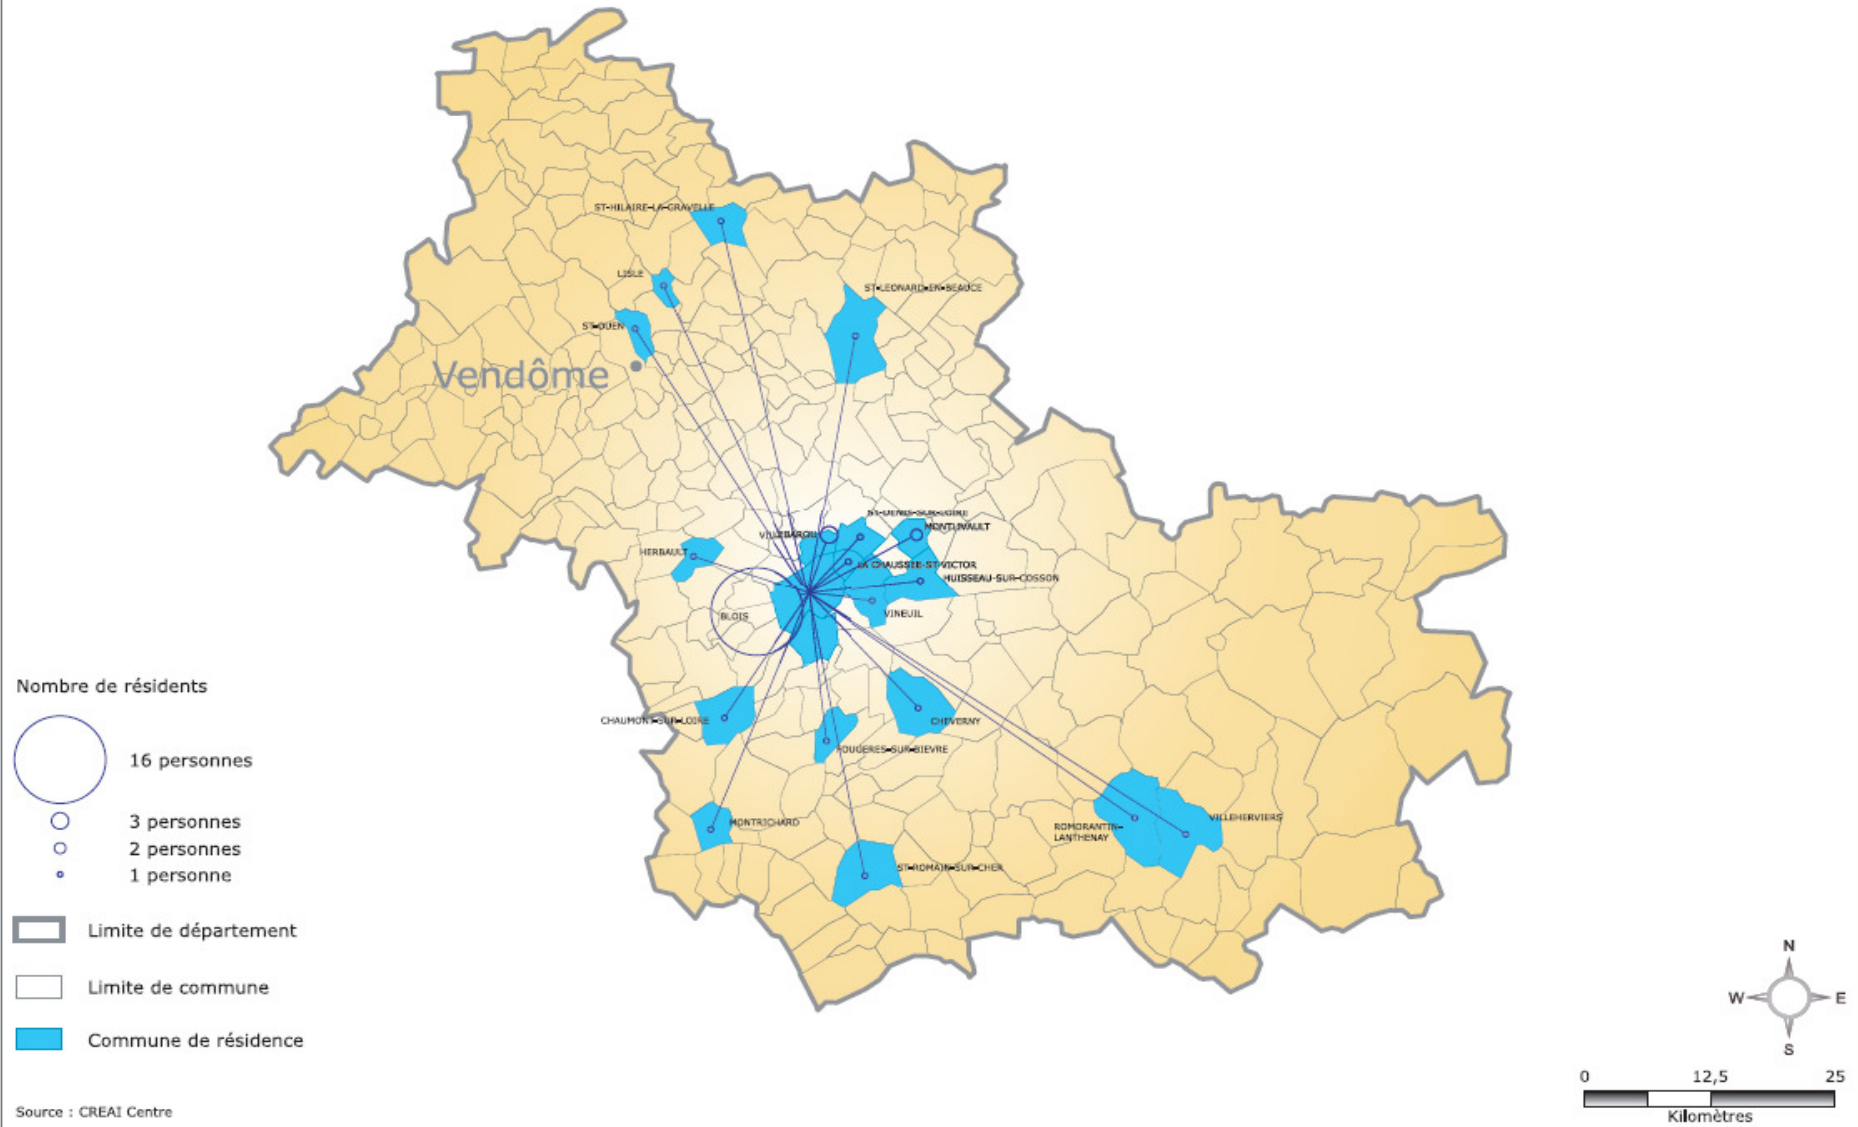 ST-HILAIRE-LA-GRAVELLE
LISLE
ST-LEONARD-EN-BEAUCE
ST-OUEN
Vendôme
ST-DENIS-SUR-LOIRE
MONTLIVAULT
VILLEBAROU
HERBAULT
LA CHAUSSEE-ST-VICTOR
HUISSEAU-SUR-COSSON
VINEUIL
BLOIS
CHAUMONT-SUR-LOIRE
CHEVERNY
FOUGERES-SUR-BIEVRE
MONTRICHARD
ROMORANTIN-
LANTHENAY
VILLEHERVIERS
ST-ROMAIN-SUR-CHER
Nombre de résidents
16 personnes
3 personnes
2 personnes
1 personne
Limite de département
Limite de commune
Commune de résidence
Source : CREAI Centre
N
W E
S
0 12,5 25
Kilomètres